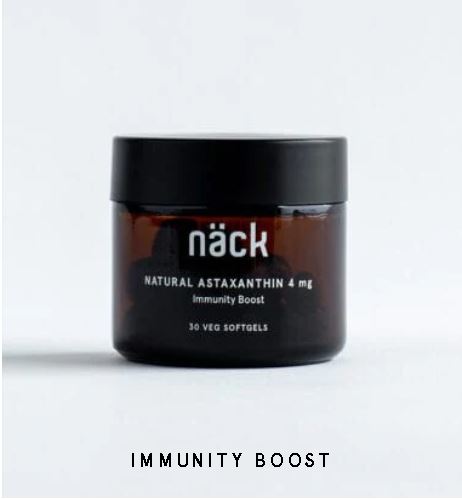 näck
NATURAL ASTAXANTHIN 4 mg
Immunity Boost
30 VEG SOFTGELS
IMMUNITY BOOST